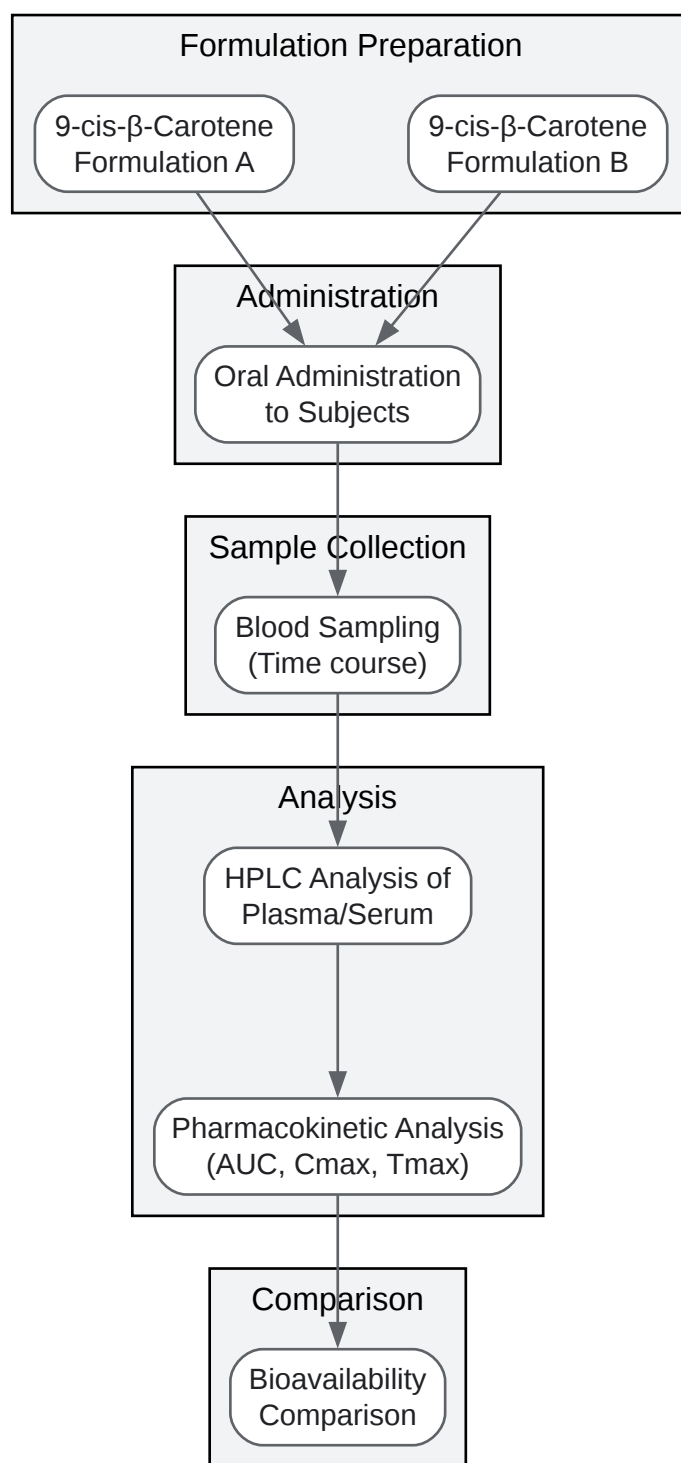 Formulation Preparation
9-cis-β-Carotene
Formulation A
9-cis-β-Carotene
Formulation B
Administration
Oral Administration
to Subjects
Sample Collection
Blood Sampling
(Time course)
Analysis
HPLC Analysis of
Plasma/Serum
Pharmacokinetic Analysis
(AUC, Cmax, Tmax)
Comparison
Bioavailability
Comparison